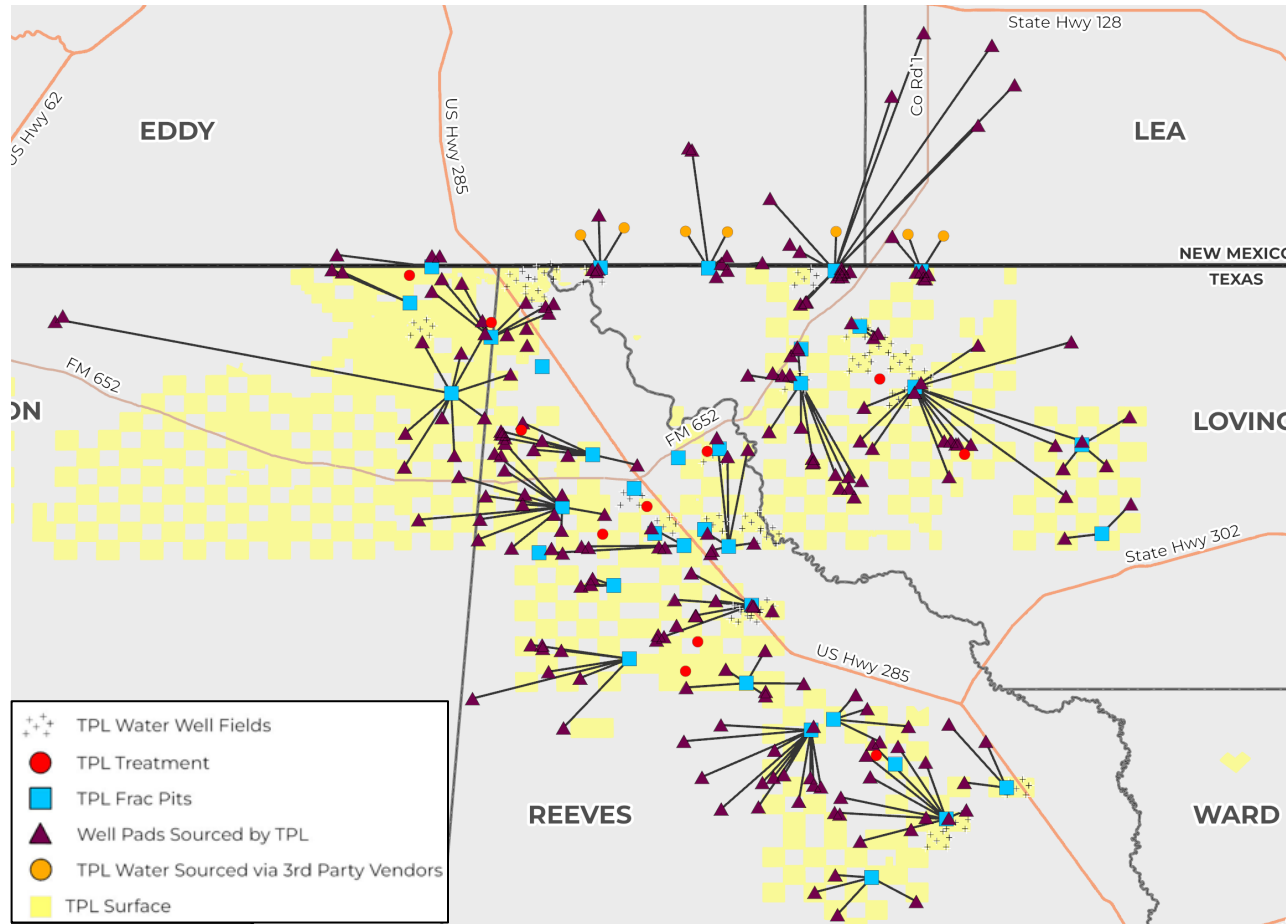 State Hwy 128
US Hwy 62
US Hwy 285
Co Rd 1
EDDY
LEA
NEW MEXICO
TEXAS
FM 652
ON
FM 652
LOVING
State Hwy 302
US Hwy 285
REEVES
WARD
TPL Water Well Fields
TPL Treatment
TPL Frac Pits
Well Pads Sourced by TPL
TPL Water Sourced via 3rd Party Vendors
TPL Surface